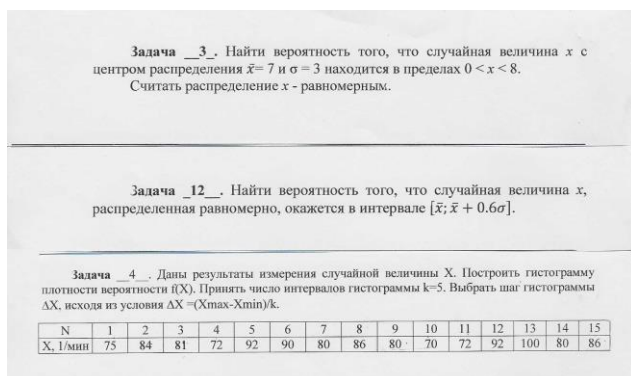 Задача __3_. Найти вероятность того, что случайная величина x с
центром распределения x̄= 7 и σ = 3 находится в пределах 0 < x < 8.
Считать распределение x - равномерным.
Задача _12__. Найти вероятность того, что случайная величина x,
распределенная равномерно, окажется в интервале [x̄; x̄ + 0.6σ].
Задача __4__. Даны результаты измерения случайной величины X. Построить гистограмму
плотности вероятности f(X). Принять число интервалов гистограммы k=5. Выбрать шаг гистограммы
ΔX, исходя из условия ΔX =(Xmax-Xmin)/k.
N 1 2 3 4 5 6 7 8 9 10 11 12 13 14 15
X, 1/мин 75 84 81 72 92 90 80 86 80 70 72 92 100 80 86